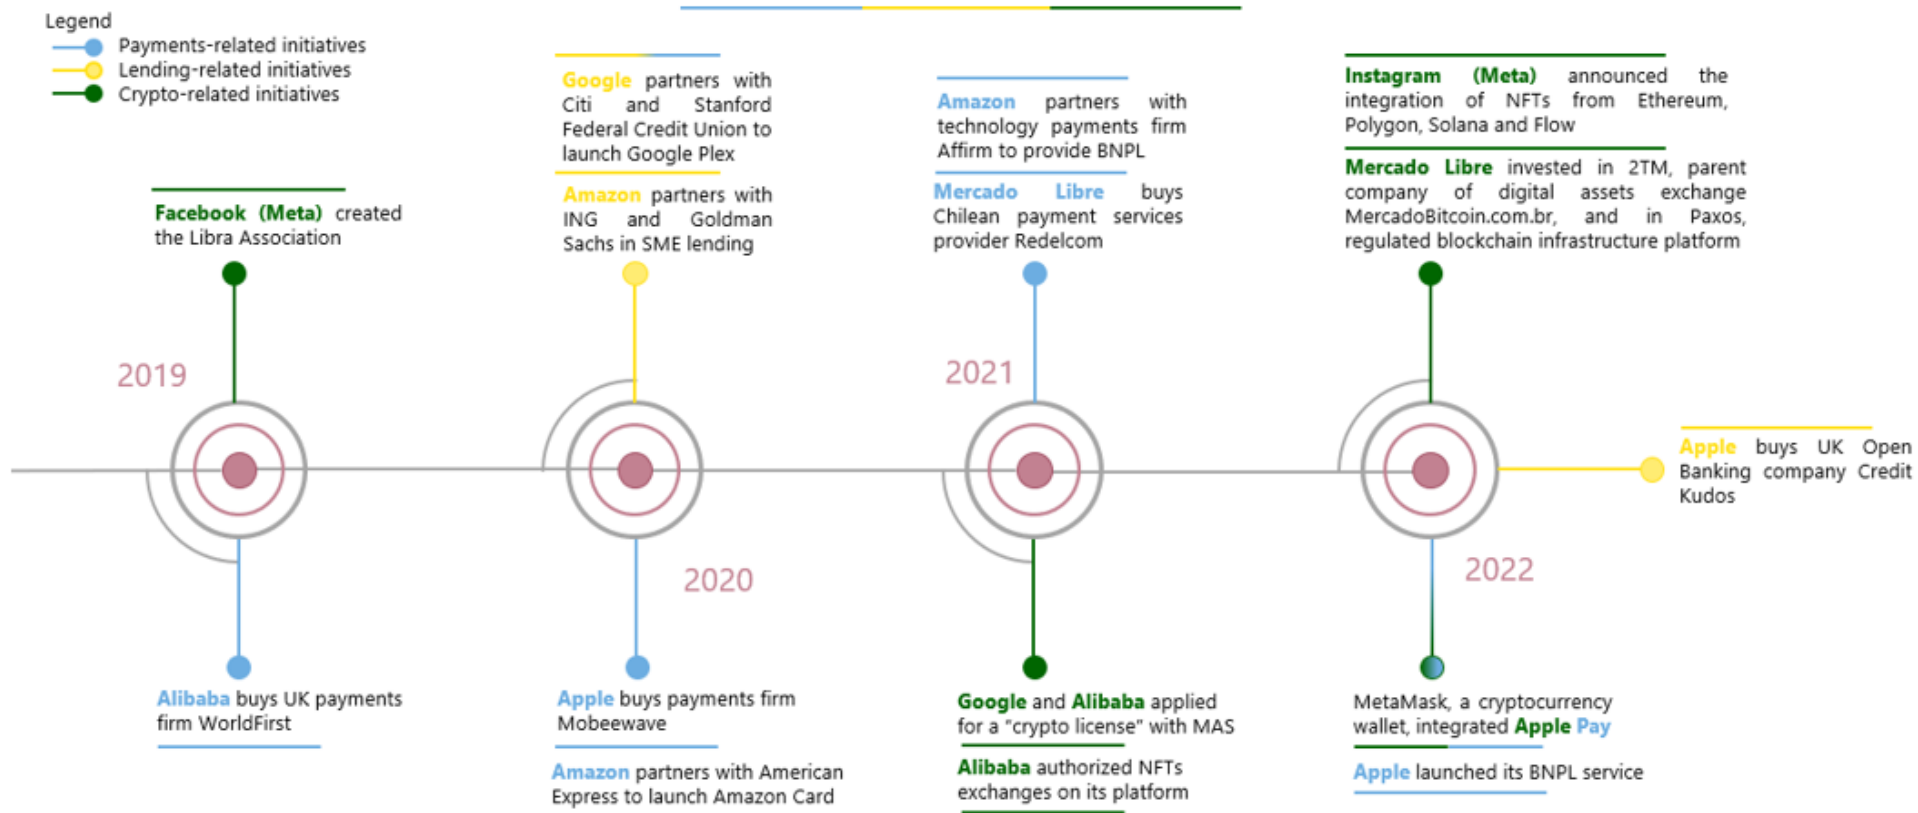 Legend
Payments-related initiatives
Lending-related initiatives
Crypto-related initiatives
2019
Facebook (Meta) created
the Libra Association
Alibaba buys UK payments
firm WorldFirst
Google partners with
Citi and Stanford
Federal Credit Union to
launch Google Plex
Amazon partners with
ING and Goldman
Sachs in SME lending
2020
Apple buys payments firm
Mobeewave
Amazon partners with American
Express to launch Amazon Card
Amazon partners with
technology payments firm
Affirm to provide BNPL
Mercado Libre buys
Chilean payment services
provider Redelcom
2021
Google and Alibaba applied
for a "crypto license" with MAS
Alibaba authorized NFTs
exchanges on its platform
Instagram (Meta) announced the
integration of NFTs from Ethereum,
Polygon, Solana and Flow
Mercado Libre invested in 2TM, parent
company of digital assets exchange
MercadoBitcoin.com.br, and in Paxos,
regulated blockchain infrastructure platform
Apple buys UK Open
Banking company Credit
Kudos
2022
MetaMask, a cryptocurrency
wallet, integrated Apple Pay
Apple launched its BNPL service